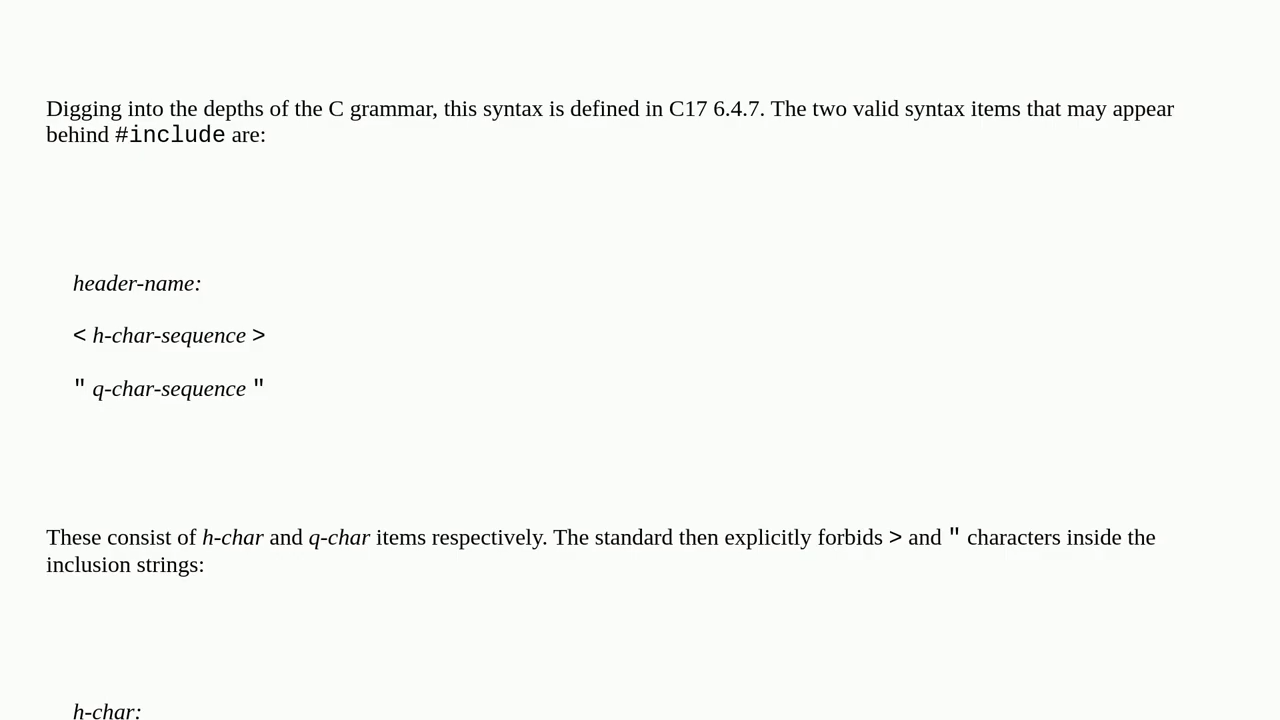 Digging into the depths of the C grammar, this syntax is defined in C17 6.4.7. The two valid syntax items that may appear
behind #include are:
header-name:
< h-char-sequence >
" q-char-sequence "
These consist of h-char and q-char items respectively. The standard then explicitly forbids > and " characters inside the
inclusion strings:
h-char: